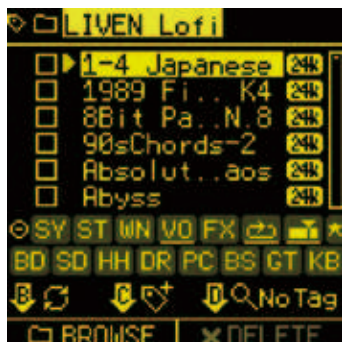 LIVEN Lofi
1-4 Japanese 24k
1989 Fi.. K4 24k
8Bit Pa..N.8 24k
90sChords-2 24k
Absolut..aos 24k
Abyss 24k
SY ST WN VO FX
BD SD HH DR PC BS GT KB
B C D No Tag
BROWSE DELETE